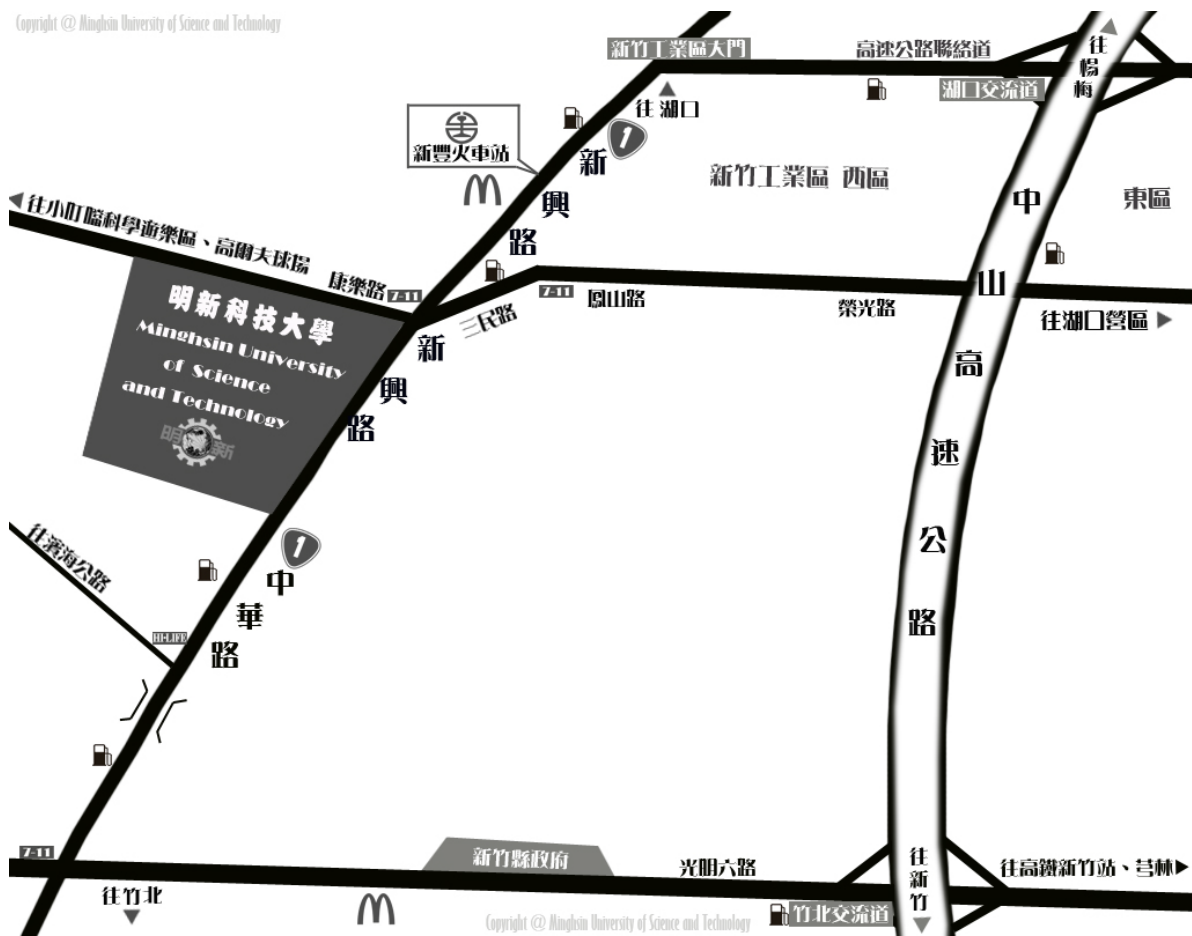 Copyright @ Minghsin University of Science and Technology
新竹工業區大門
高速公路聯絡道
往楊梅
湖口交流道
往 湖口
1
新豐火車站
新興路
新竹工業區 西區
東區
往小叮噹科學遊樂區、高爾夫球場
康樂路
7-11
7-11
鳳山路
三民路
榮光路
往湖口營區
明新科技大學
Minghsin University
of Science
and Technology
明新
新興路
中山高速公路
往濱海公路
1
中華路
HI-LIFE
7-11
新竹縣政府
光明六路
往新竹
往高鐵新竹站、芎林
往竹北
竹北交流道
Copyright @ Minghsin University of Science and Technology